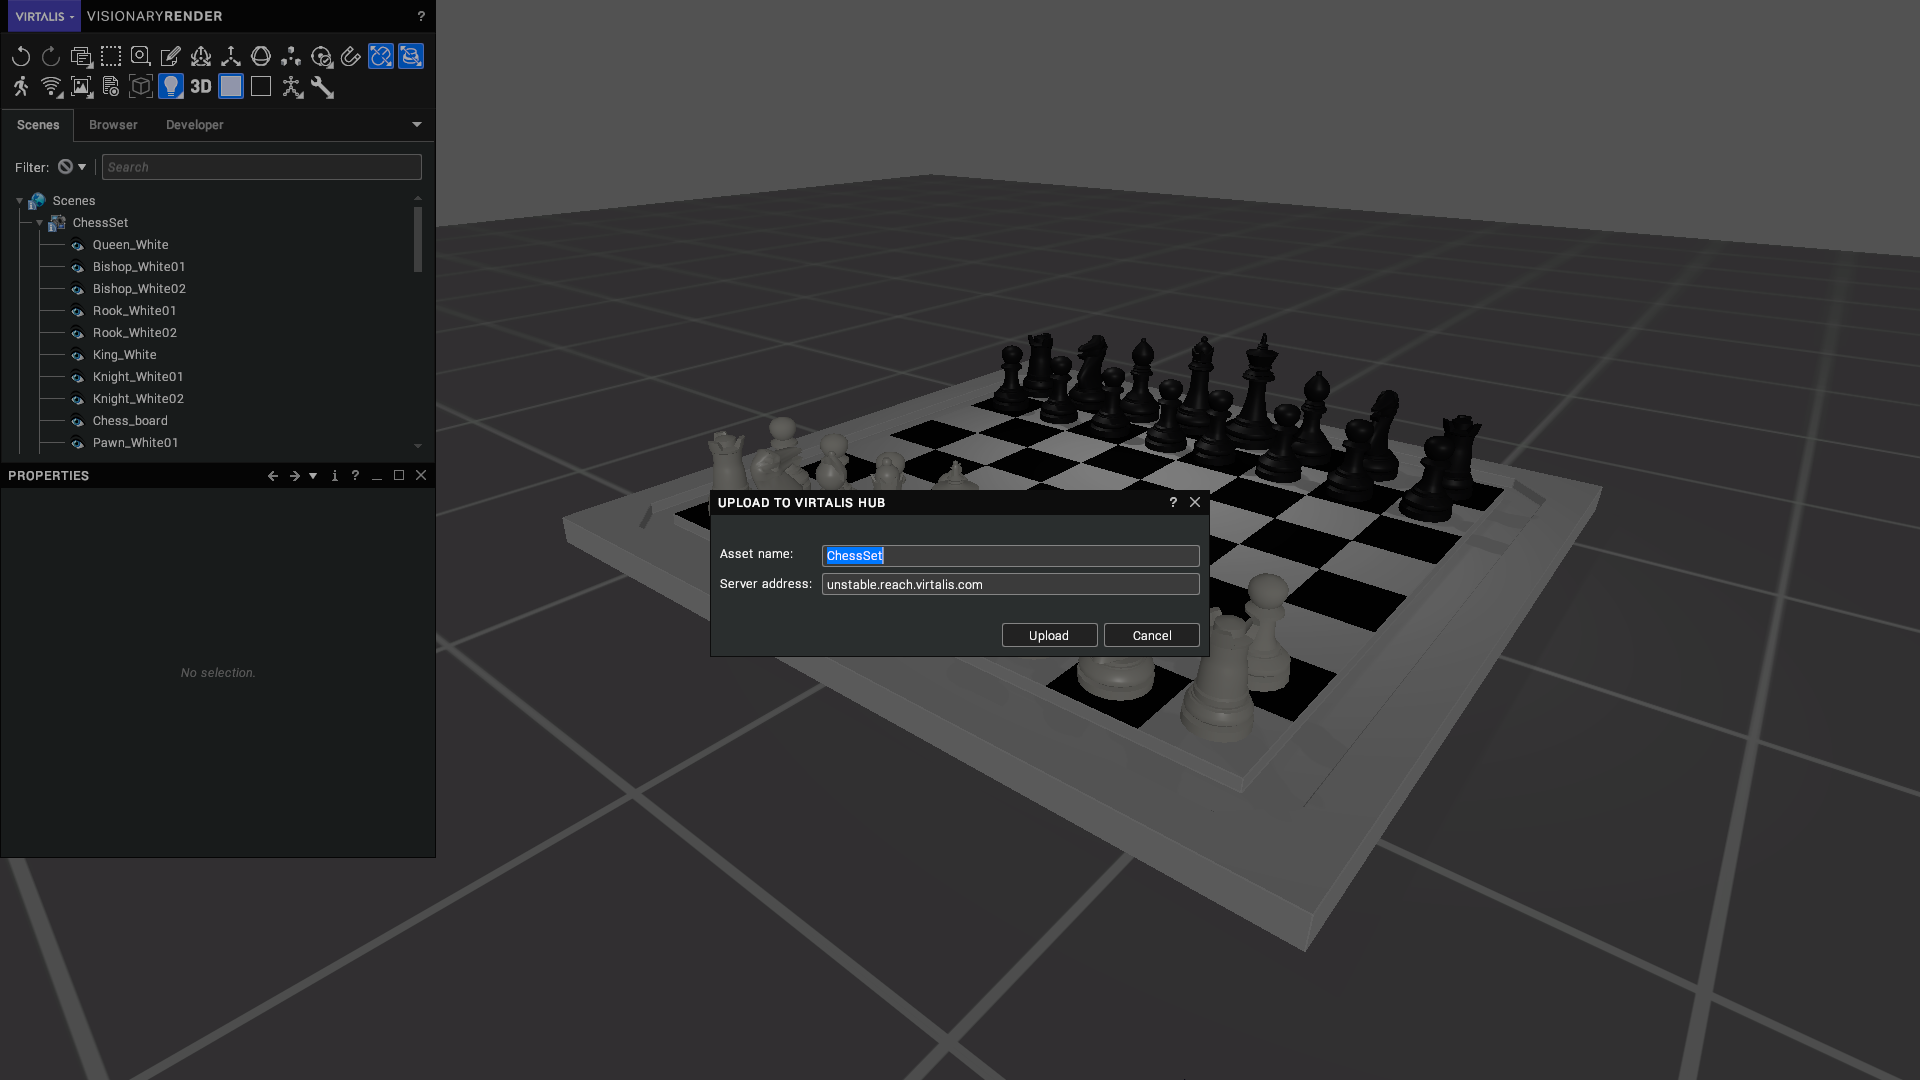 VIRTALIS VISIONARYRENDER ?
3D
Scenes Browser Developer
Filter: Search
Scenes
ChessSet
Queen_White
Bishop_White01
Bishop_White02
Rook_White01
Rook_White02
King_White
Knight_White01
Knight_White02
Chess_board
Pawn_White01
PROPERTIES i ?
No selection.
UPLOAD TO VIRTALIS HUB ?
Asset name: ChessSet
Server address: unstable.reach.virtalis.com
Upload Cancel